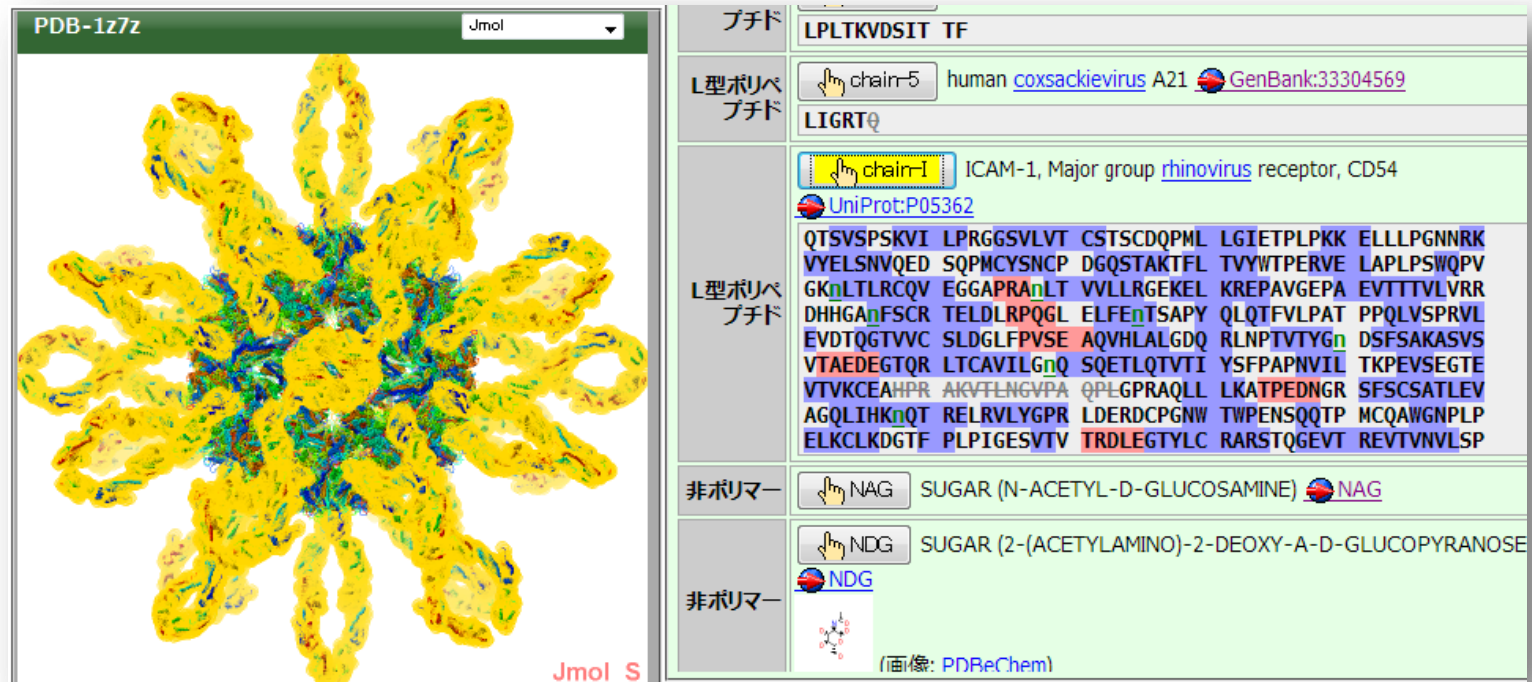 PDB-1z7z
Jmol
Jmol S
プチド
LPLTKVDSIT TF
L型ポリペ
プチド
chain-5 human coxsackievirus A21 GenBank:33304569
LIGRTQ
L型ポリペ
プチド
chain-I ICAM-1, Major group rhinovirus receptor, CD54
UniProt:P05362
QTSVSPSKVI LPRGGSVLVT CSTSCDQPML LGIETPLPKK ELLLPGNNRK
VYELSNVQED SQPMCYSNCP DGQSTAKTFL TVYWTPERVE LAPLPSWQPV
GKnLTLRCQV EGGAPRAnLT VVLLRGEKEL KREPAVGEPA EVTTTVLVRR
DHHGAnFSCR TELDLRPQGL ELFEnTSAPY QLQTFVLPAT PPQLVSPRVL
EVDTQGTVVC SLDGLFPVSE AQVHLALGDQ RLNPTVTYGn DSFSAKASVS
VTAEDEGTQR LTCAVILGnQ SQETLQTVTI YSFPAPNVIL TKPEVSEGTE
VTVKCEAHPR AKVTLNGVPA QPLGPRAQLL LKATPEDNGR SFSCSATLEV
AGQLIHKnQT RELRVLYGPR LDERDCPGNW TWPENSQQTP MCQAWGNPLP
ELKCLKDGTF PLPIGESVTV TRDLEGTYLC RARSTQGEVT REVTVNVLSP
非ポリマー
NAG SUGAR (N-ACETYL-D-GLUCOSAMINE) NAG
非ポリマー
NDG SUGAR (2-(ACETYLAMINO)-2-DEOXY-A-D-GLUCOPYRANOSE
NDG
(画像: PDBeChem)